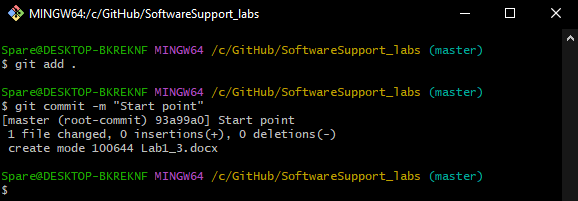 MINGW64:/c/GitHub/SoftwareSupport_labs
Spare@DESKTOP-BKREKNF MINGW64 /c/GitHub/SoftwareSupport_labs (master)
$ git add .
Spare@DESKTOP-BKREKNF MINGW64 /c/GitHub/SoftwareSupport_labs (master)
$ git commit -m "Start point"
[master (root-commit) 93a99a0] Start point
 1 file changed, 0 insertions(+), 0 deletions(-)
 create mode 100644 Lab1_3.docx
Spare@DESKTOP-BKREKNF MINGW64 /c/GitHub/SoftwareSupport_labs (master)
$